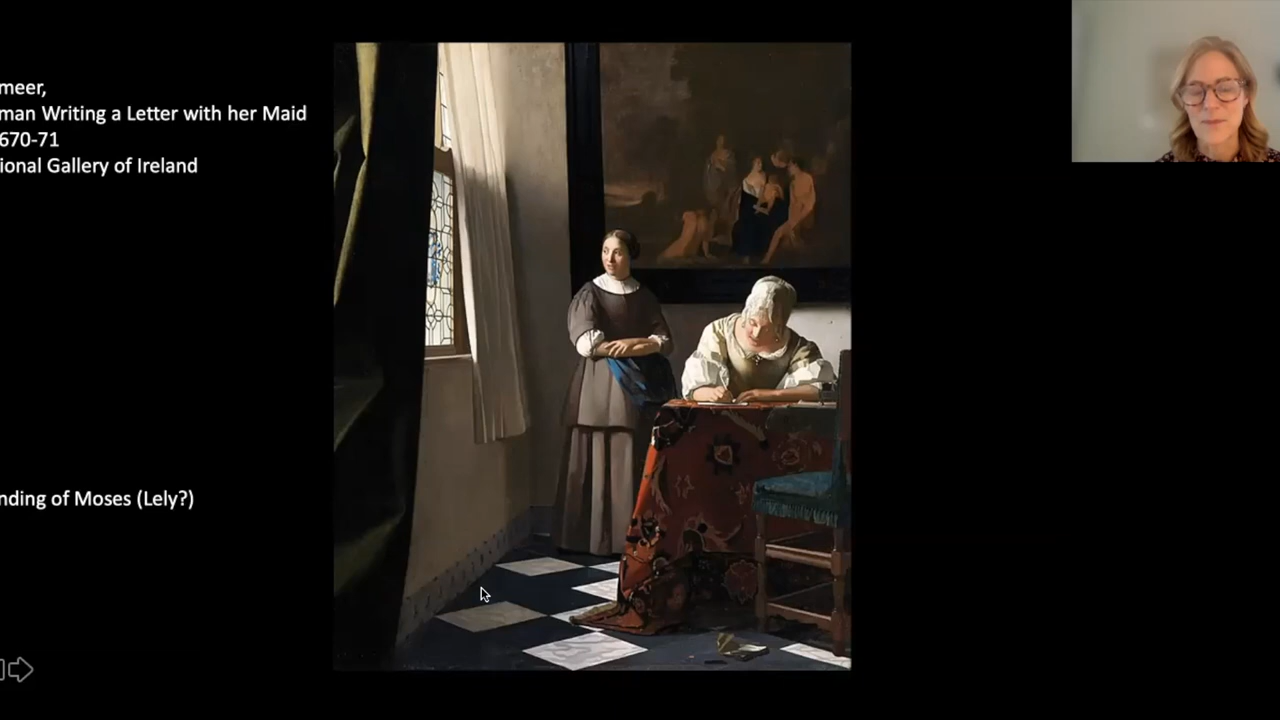 meer,
man Writing a Letter with her Maid
670-71
ional Gallery of Ireland
nding of Moses (Lely?)